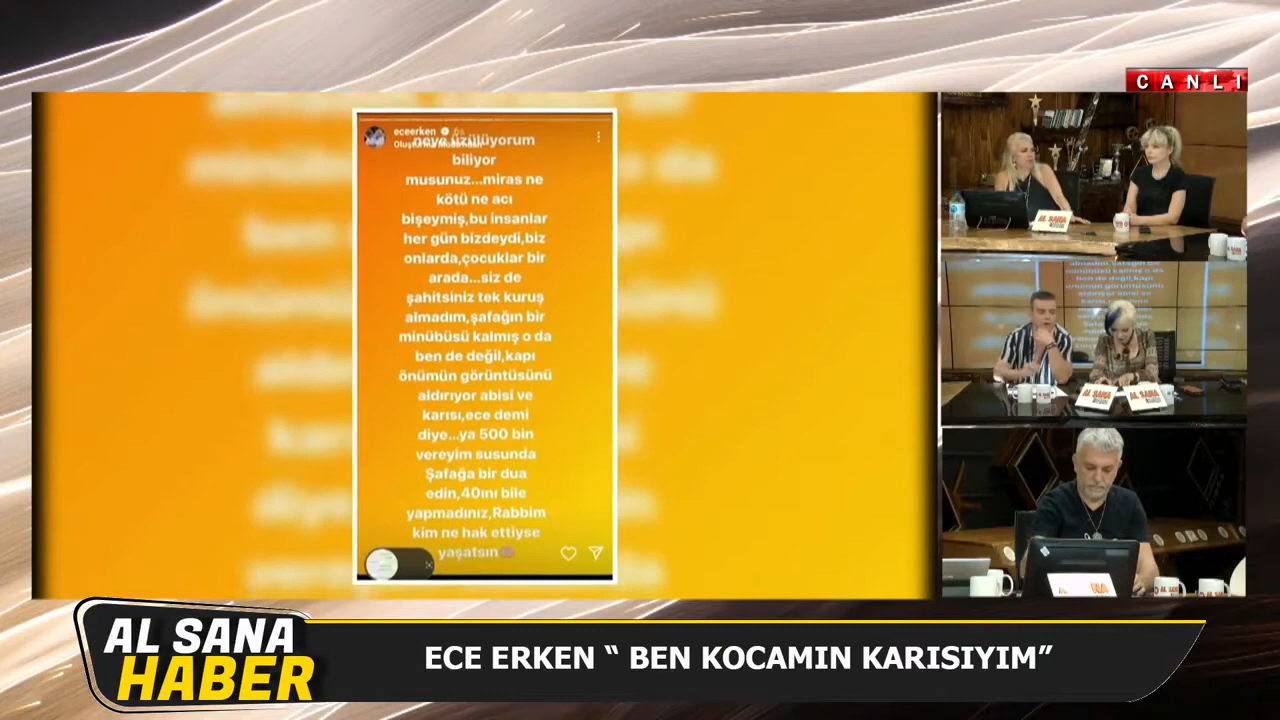 CANLI
eceerken 6s
neye üzülüyorum
biliyor
musunuz...miras ne
kötü ne acı
bişeymiş,bu insanlar
her gün bizdeydi,biz
onlarda,çocuklar bir
arada...siz de
şahitsiniz tek kuruş
almadım,şafağın bir
minübüsü kalmış o da
ben de değil,kapı
önümün görüntüsünü
aldırıyor abisi ve
karısı,ece demi
diye...ya 500 bin
vereyim susunda
Şafağa bir dua
edin,40ını bile
yapmadınız,Rabbim
kim ne hak ettiyse
yaşatsın
AL SANA
HABER
ECE ERKEN “ BEN KOCAMIN KARISIYIM”